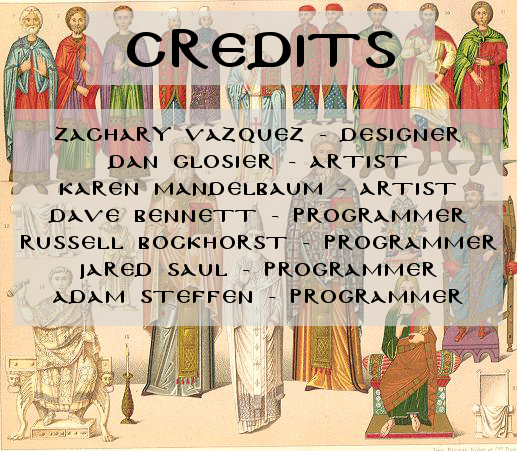 CREDITS
ZACHARY VAZQUEZ - DESIGNER
DAN GLOSIER - ARTIST
KAREN MANDELBAUM - ARTIST
DAVE BENNETT - PROGRAMMER
RUSSELL BOCKHORST - PROGRAMMER
JARED SAUL - PROGRAMMER
ADAM STEFFEN - PROGRAMMER